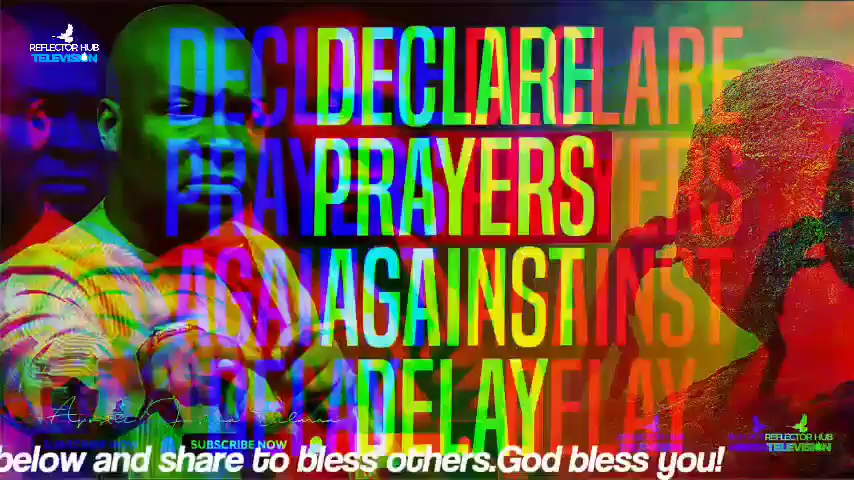 REFLECTOR HUB
TELEVISION
DECLARE
PRAYERS
AGAINST
DELAY
SUBSCRIBE NOW
REFLECTOR HUB
TELEVISION
below and share to bless others.God bless you!